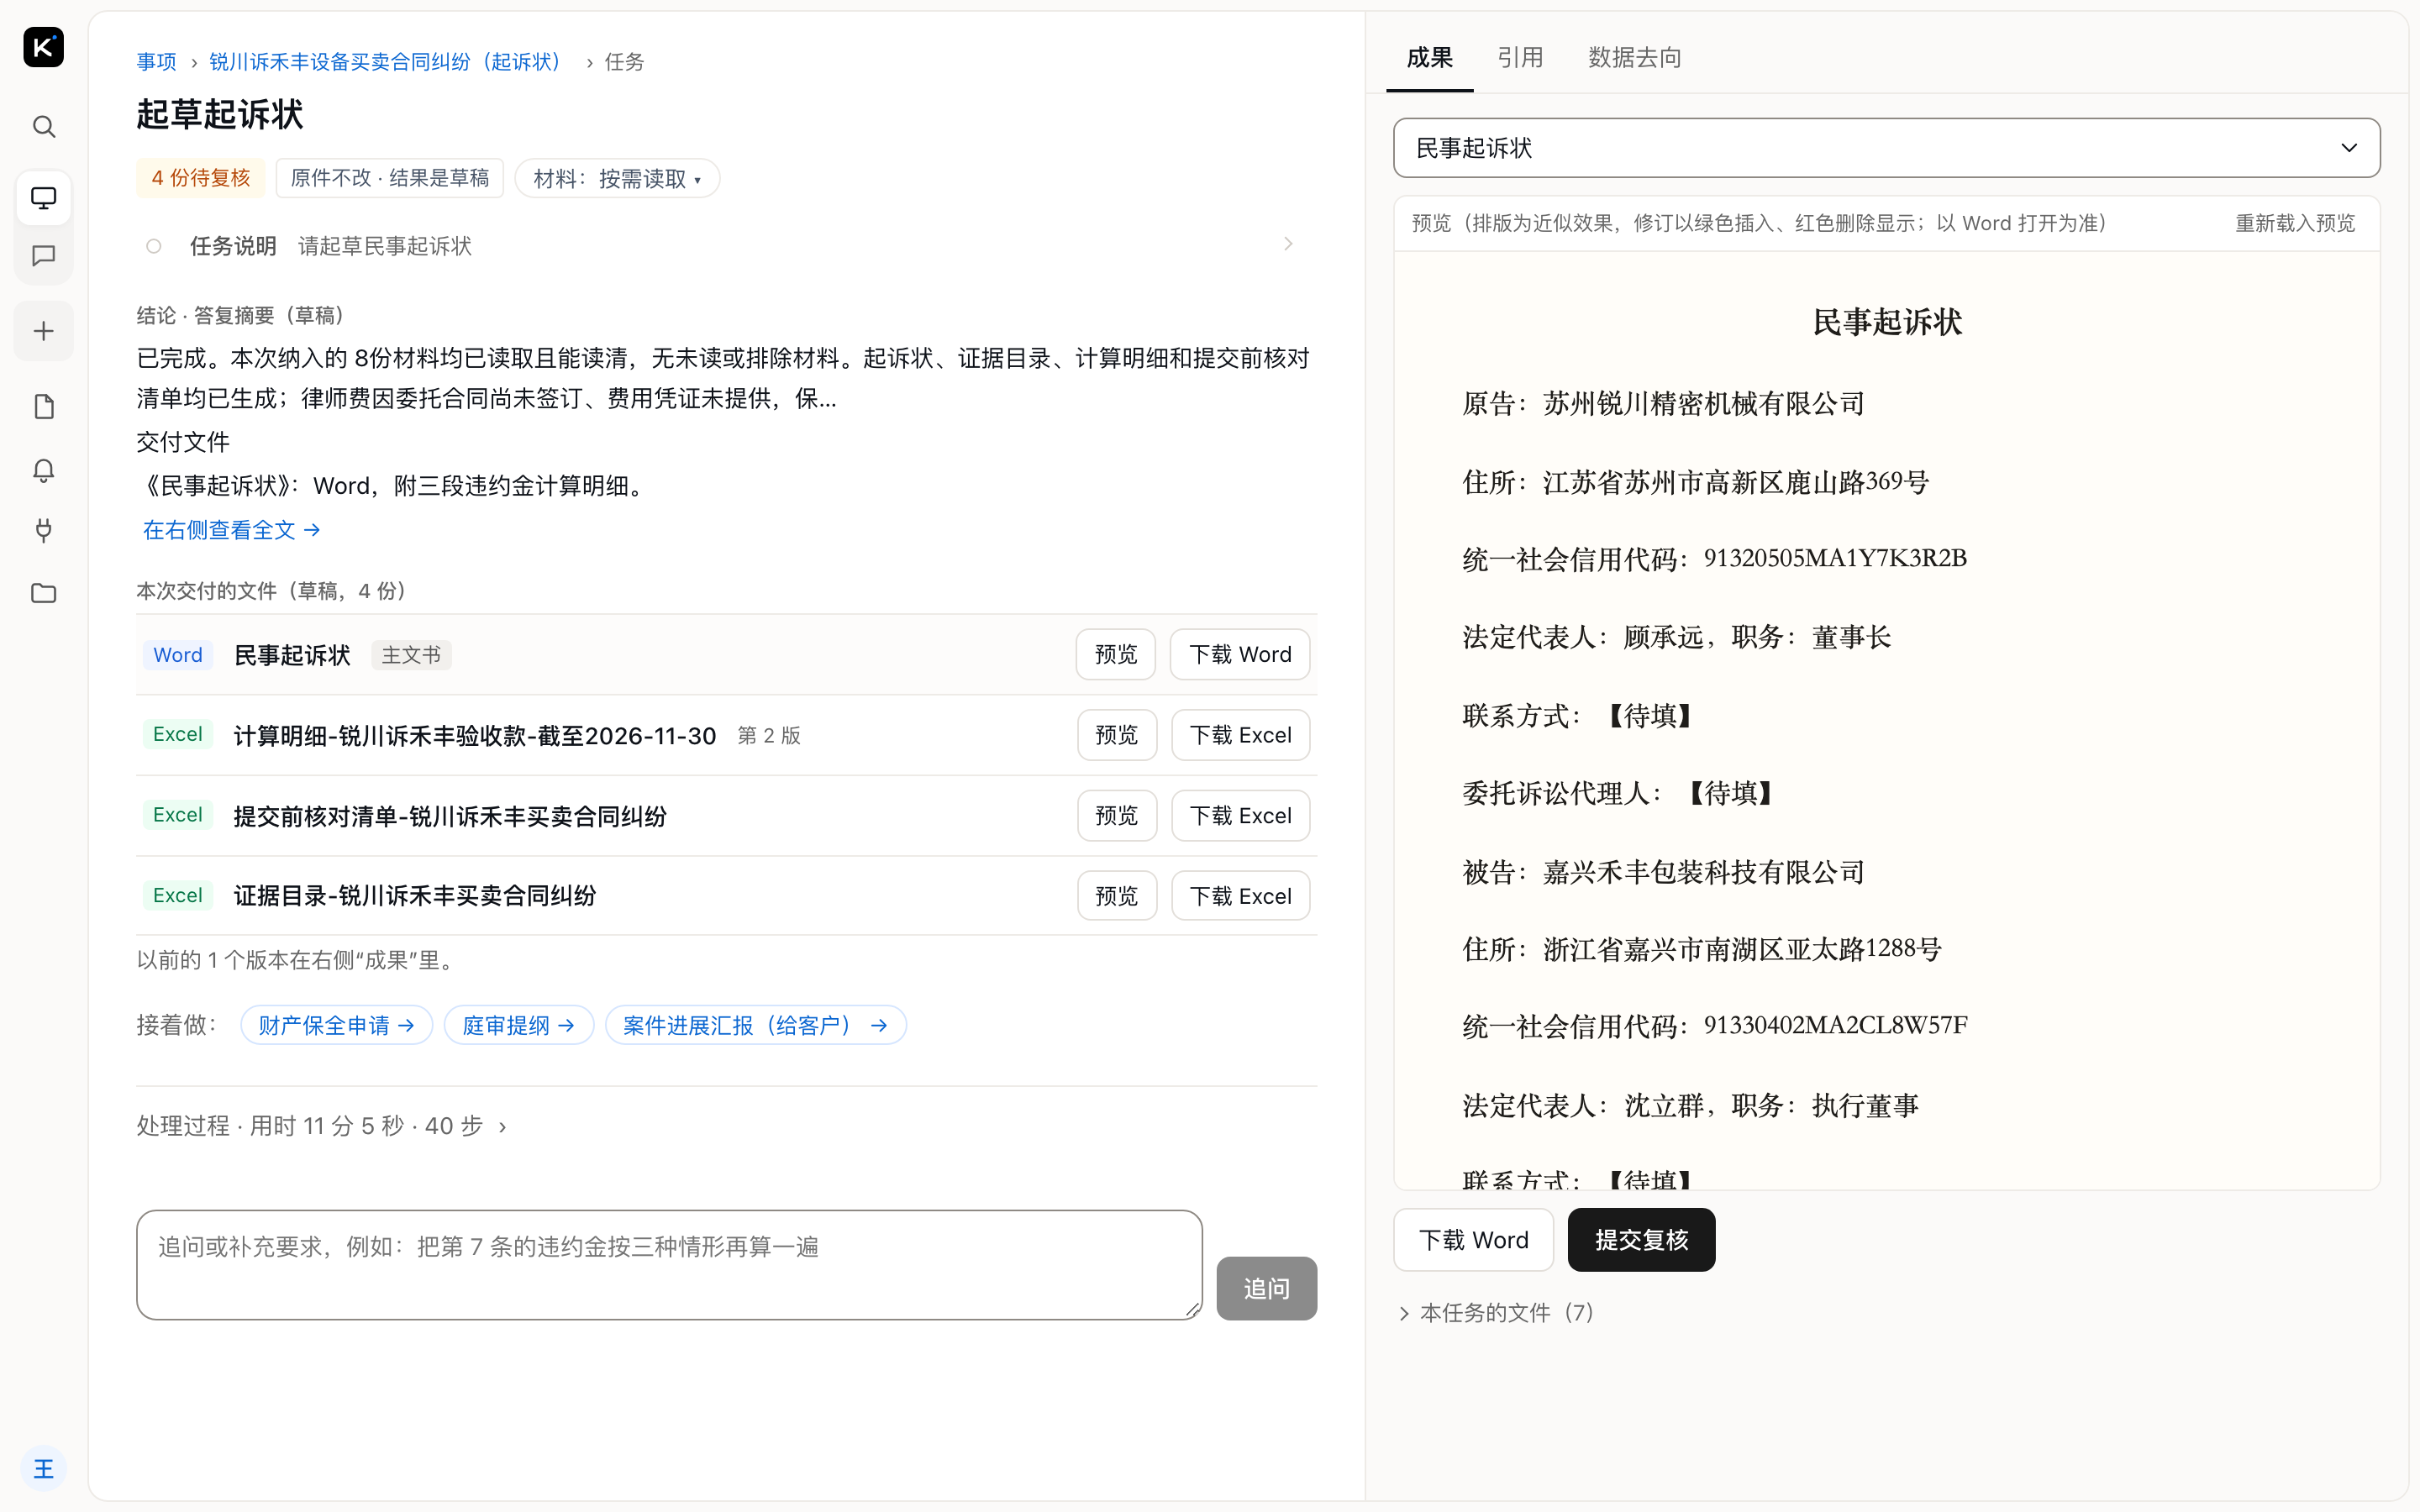 K
事项 › 锐川诉禾丰设备买卖合同纠纷（起诉状） › 任务
起草起诉状
4 份待复核 原件不改 · 结果是草稿 材料：按需读取 ▾
任务说明 请起草民事起诉状
结论 · 答复摘要（草稿）
已完成。本次纳入的 8份材料均已读取且能读清，无未读或排除材料。起诉状、证据目录、计算明细和提交前核对
清单均已生成；律师费因委托合同尚未签订、费用凭证未提供，保...
交付文件
《民事起诉状》：Word，附三段违约金计算明细。
在右侧查看全文 →
本次交付的文件（草稿，4 份）
Word 民事起诉状 主文书 预览 下载 Word
Excel 计算明细-锐川诉禾丰验收款-截至2026-11-30 第 2 版 预览 下载 Excel
Excel 提交前核对清单-锐川诉禾丰买卖合同纠纷 预览 下载 Excel
Excel 证据目录-锐川诉禾丰买卖合同纠纷 预览 下载 Excel
以前的 1 个版本在右侧“成果”里。
接着做： 财产保全申请 → 庭审提纲 → 案件进展汇报（给客户） →
处理过程 · 用时 11 分 5 秒 · 40 步 ›
追问或补充要求，例如：把第 7 条的违约金按三种情形再算一遍
追问
王
成果 引用 数据去向
民事起诉状
预览（排版为近似效果，修订以绿色插入、红色删除显示；以 Word 打开为准） 重新载入预览
民事起诉状
原告：苏州锐川精密机械有限公司
住所：江苏省苏州市高新区鹿山路369号
统一社会信用代码：91320505MA1Y7K3R2B
法定代表人：顾承远，职务：董事长
联系方式：【待填】
委托诉讼代理人：【待填】
被告：嘉兴禾丰包装科技有限公司
住所：浙江省嘉兴市南湖区亚太路1288号
统一社会信用代码：91330402MA2CL8W57F
法定代表人：沈立群，职务：执行董事
联系方式：【待填】
下载 Word 提交复核
本任务的文件（7）